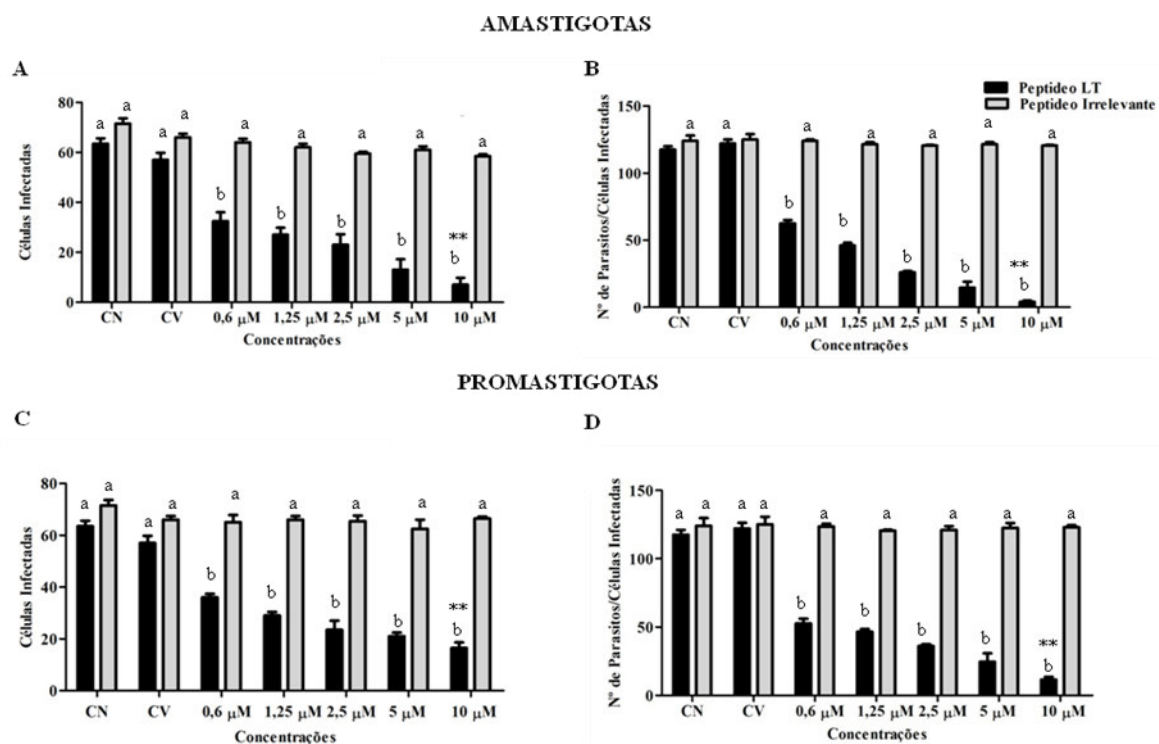 AMASTIGOTAS
A
80
60
40
20
0
Células Infectadas
a a a a a a a a a
b b b b b
**
CN CV 0,6 µM 1,25 µM 2,5 µM 5 µM 10 µM
Concentrações
B
Peptídeo LT
Peptídeo Irrelevante
150
100
50
0
Nº de Parasitos/Células Infectadas
a a a a a a a a a
b b b b b
**
CN CV 0,6 µM 1,25 µM 2,5 µM 5 µM 10 µM
Concentrações
PROMASTIGOTAS
C
80
60
40
20
0
Células Infectadas
a a a a a a a a a
b b b b b
**
CN CV 0,6 µM 1,25 µM 2,5 µM 5 µM 10 µM
Concentrações
D
150
100
50
0
Nº de Parasitos/Células Infectadas
a a a a a a a a a
b b b b b
**
CN CV 0,6 µM 1,25 µM 2,5 µM 5 µM 10 µM
Concentrações